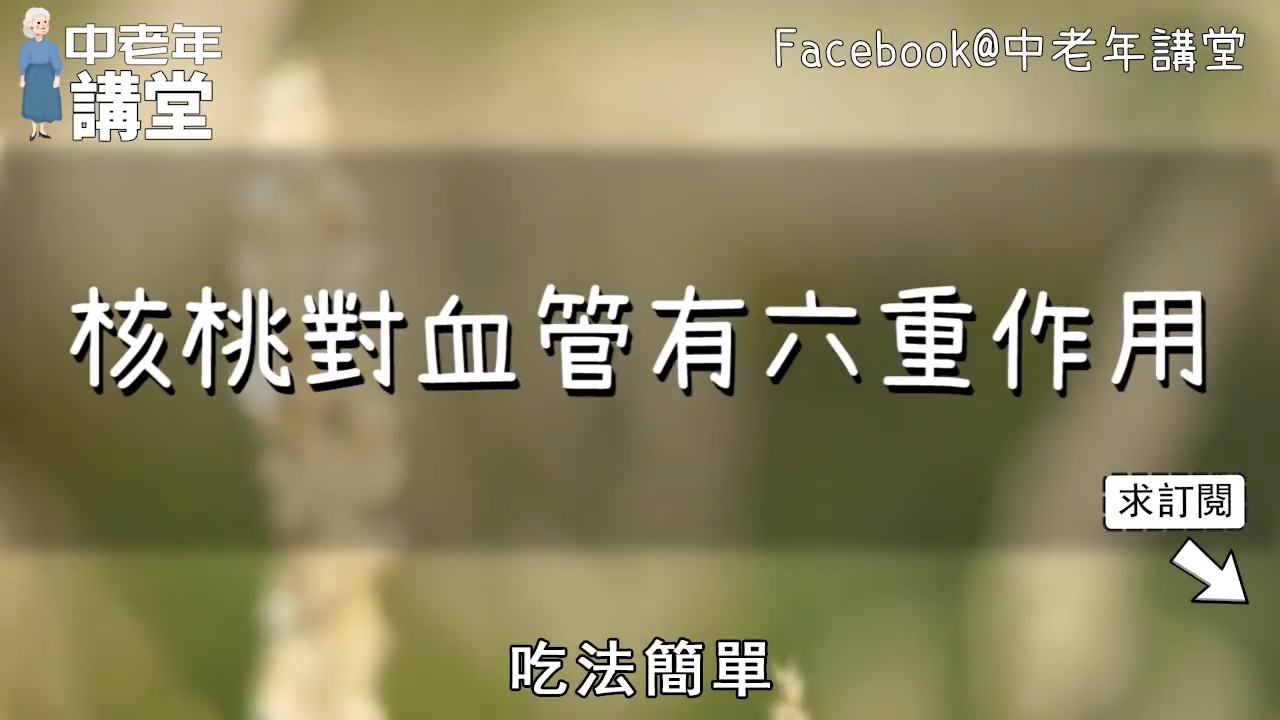 中老年
講堂
Facebook@中老年講堂
核桃對血管有六重作用
求訂閱
吃法簡單